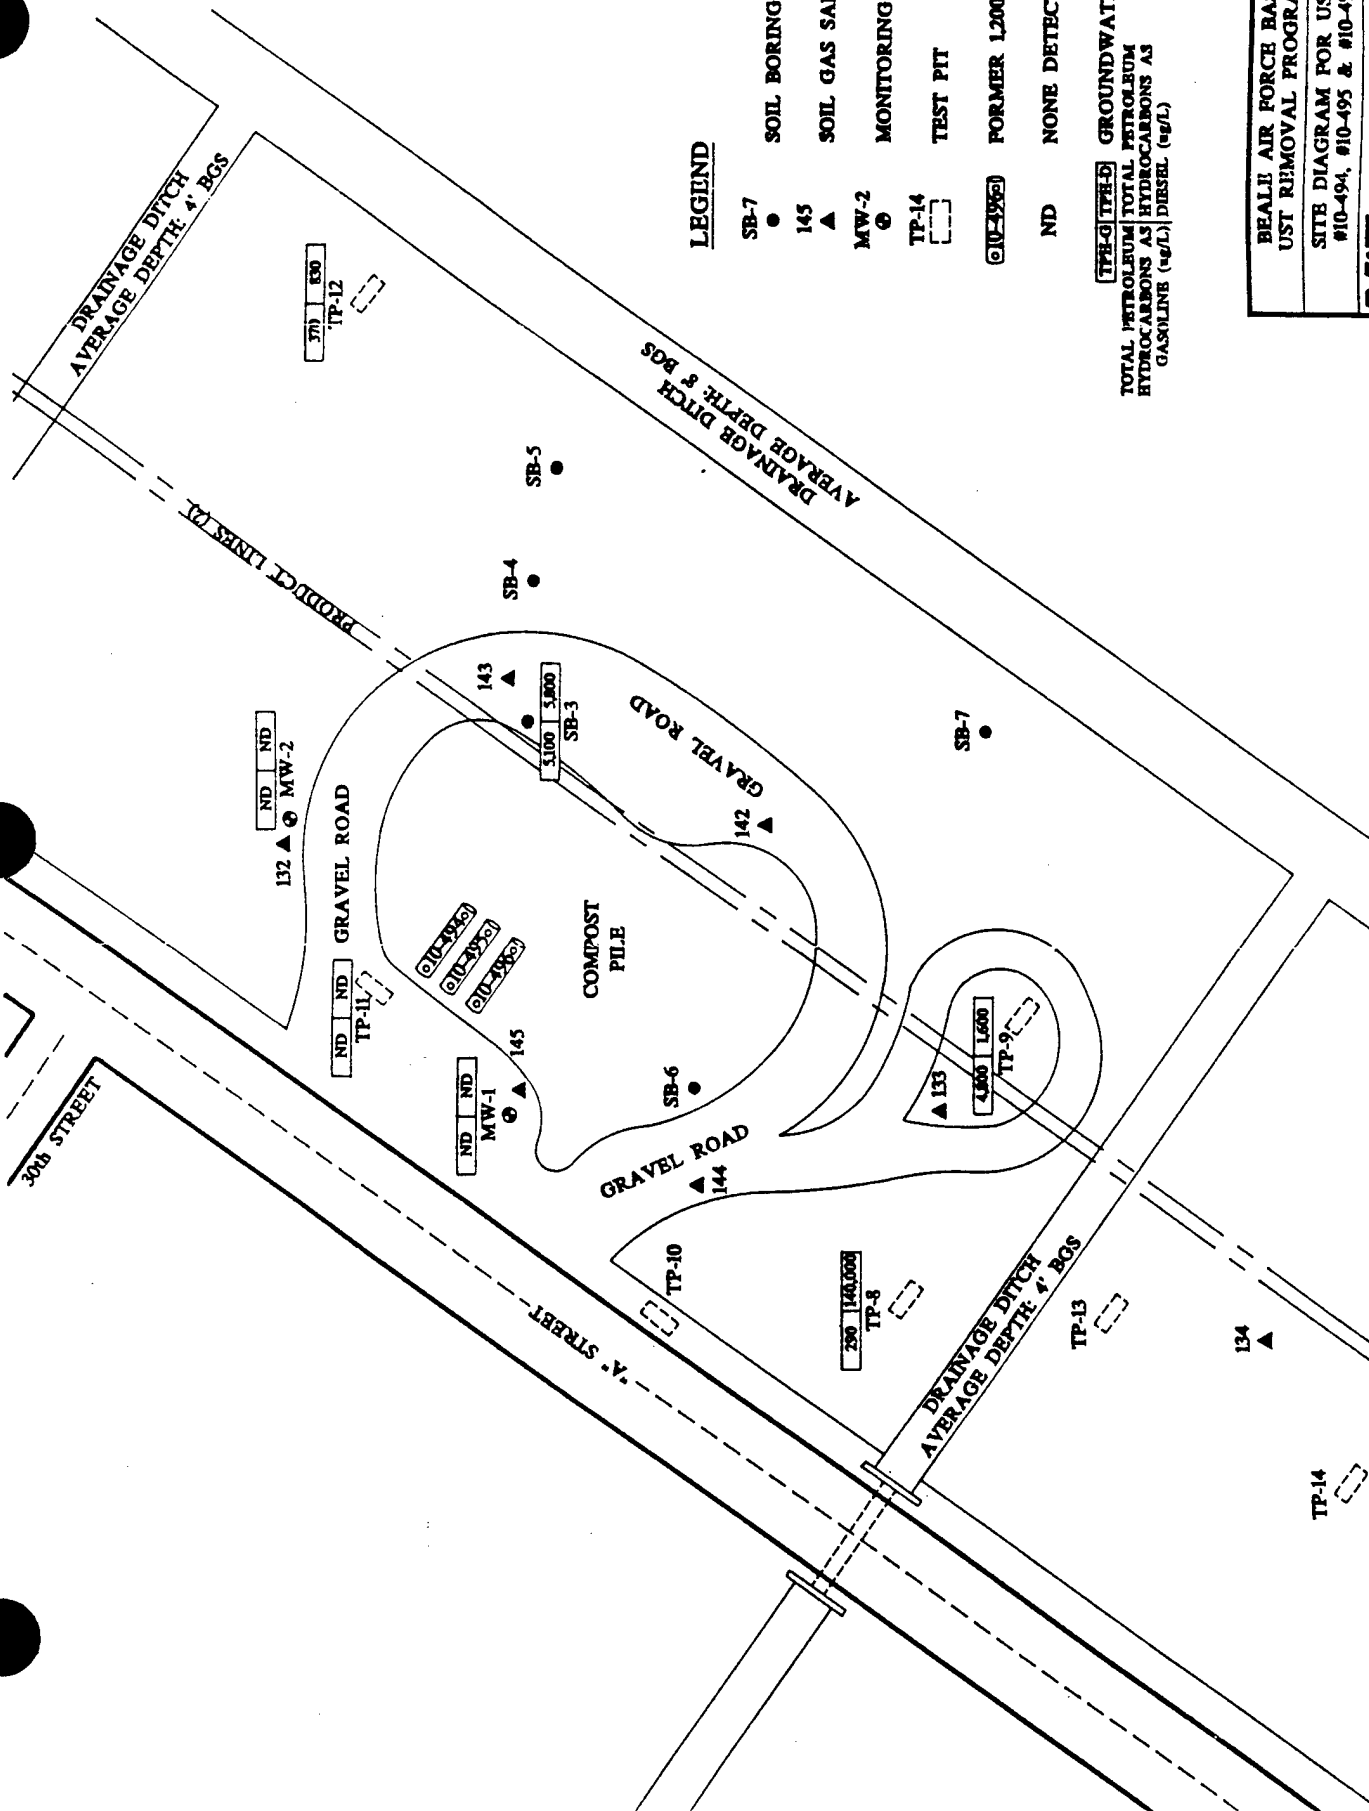 DRAINAGE DITCH
AVERAGE DEPTH: 4' BGS
370 830
TP-12
PRODUCT LINES (2)
SB-5
SB-4
DRAINAGE DITCH
AVERAGE DEPTH: 8' BGS
ND ND
MW-2
132
GRAVEL ROAD
143
5,100 5,800
SB-3
GRAVEL ROAD
142
SB-7
30th STREET
ND ND
TP-11
10-494
10-495
10-496
COMPOST
PILE
ND ND
MW-1
145
SB-6
GRAVEL ROAD
144
133
4,800 1,600
TP-9
"A" STREET
TP-10
290 140,000
TP-8
DRAINAGE DITCH
AVERAGE DEPTH: 4' BGS
TP-13
134
TP-14
LEGEND
SB-7 SOIL BORING
145 SOIL GAS SA
MW-2 MONITORING
TP-14 TEST PIT
10-496 FORMER 1,200
ND NONE DETEC
TPH-G TPH-D GROUNDWAT
TOTAL PETROLEUM HYDROCARBONS AS GASOLINE (ug/L)
TOTAL PETROLEUM HYDROCARBONS AS DIESEL (ug/L)
BEALE AIR FORCE BA
UST REMOVAL PROGRA
SITE DIAGRAM FOR US
#10-494, #10-495 & #10-49